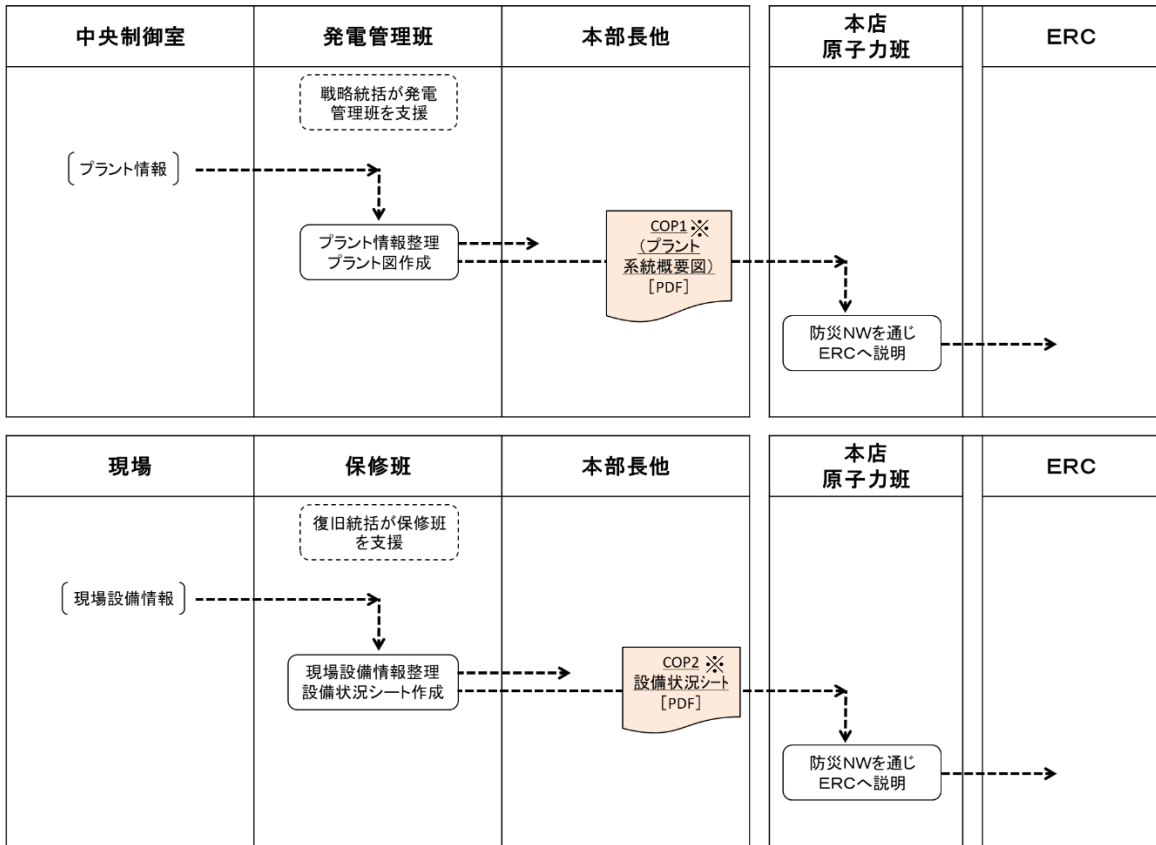 中央制御室
発電管理班
本部長他
本店
原子力班
ERC
戦略統括が発電
管理班を支援
プラント情報
プラント情報整理
プラント図作成
COP1※
(プラント
系統概要図)
[PDF]
防災NWを通じ
ERCへ説明
現場
保修班
本部長他
本店
原子力班
ERC
復旧統括が保修班
を支援
現場設備情報
現場設備情報整理
設備状況シート作成
COP2※
設備状況シート
[PDF]
防災NWを通じ
ERCへ説明